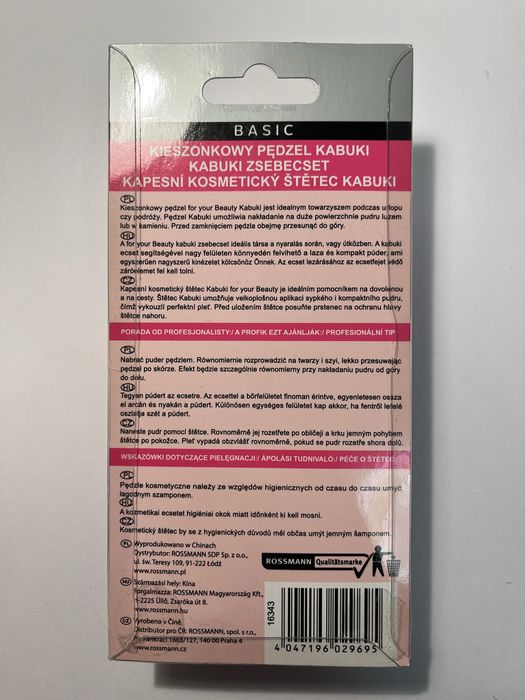 BASIC
KIESZONKOWY PĘDZEL KABUKI
KABUKI ZSEBECSET
KAPESNÍ KOSMETICKÝ ŠTĚTEC KABUKI
PL
Kieszonkowy pędzel for your Beauty Kabuki jest idealnym towarzyszem podczas urlopu
czy podróży. Pędzel Kabuki umożliwia nakładanie na duże powierzchnie pudru luzem
lub w kamieniu. Przed zamknięciem pędzla obejmę przesunąć do góry.
HU
A for your Beauty kabuki zsebecset ideális társa a nyaralás során, vagy útközben. A kabuki
ecset segítségével nagy felületen könnyedén felvihető a laza és kompakt púder, ami
egyszerűen nagyszerű kinézetet kölcsönöz Önnek. Az ecset lezárásához az ecsetfejet védő
záróelemet fel kell tolni.
CZ
Kapesní kosmetický štětec Kabuki for your Beauty je ideálním pomocníkem na dovolenou
a na cesty. Štětec Kabuki umožňuje velkoplošnou aplikaci sypkého i kompaktního pudru,
čímž vykouzlí perfektní pleť. Před uložením štětce posuňte prstenec na ochranu hlavy
štětce nahoru.
PORADA OD PROFESJONALISTY:/ A PROFIK EZT AJÁNLJÁK:/ PROFESIONÁLNÍ TIP
PL
Nabrać puder pędzlem. Równomiernie rozprowadzić na twarzy i szyi, lekko przesuwając
pędzel po skórze. Efekt będzie szczególnie równomierny przy nakładaniu pudru od góry
do dołu.
HU
Tegyen púdert az ecsetre. Az ecsettel a bőrfelületet finoman érintve, egyenletesen ossza
el arcán és nyakán a púdert. Különösen egységes felületet kap akkor, ha fentről lefelé
oszlatja szét a púdert.
CZ
Naneste pudr pomocí štětce. Rovnoměrně jej rozetřete po obličeji a krku jemným pohybem
štětce po pokožce. Pleť vypadá obzvlášť rovnoměrně, pokud se pudr rozetře shora dolů.
WSKAZÓWKI DOTYCZĄCE PIELĘGNACJI:/ ÁPOLÁSI TUDNIVALÓ:/ PÉČE O ŠTĚTEC:
PL
Pędzle kosmetyczne należy ze względów higienicznych od czasu do czasu umyć
łagodnym szamponem.
HU
A kozmetikai ecsetet higiéniai okok miatt időnként ki kell mosni.
CZ
Kosmetický štětec by se z hygienických důvodů měl občas umýt jemným šamponem.
PL Wyprodukowano w Chinach
Dystrybutor: ROSSMANN SDP Sp. z o.o.,
ul. św. Teresy 109, 91-222 Łódź
www.rossmann.pl
HU Származási hely: Kína
Forgalmazza: ROSSMANN Magyarország Kft.,
H-2225 Üllő, Zsaróka út 8.
www.rossmann.hu
CZ Vyrobeno v Číně.
Distributor pro ČR: ROSSMANN, spol. s r.o.,
Na Pankráci 1683/127, 140 00 Praha 4
www.rossmann.cz
ROSSMANN Qualitätsmarke
16343
4 047196 029695